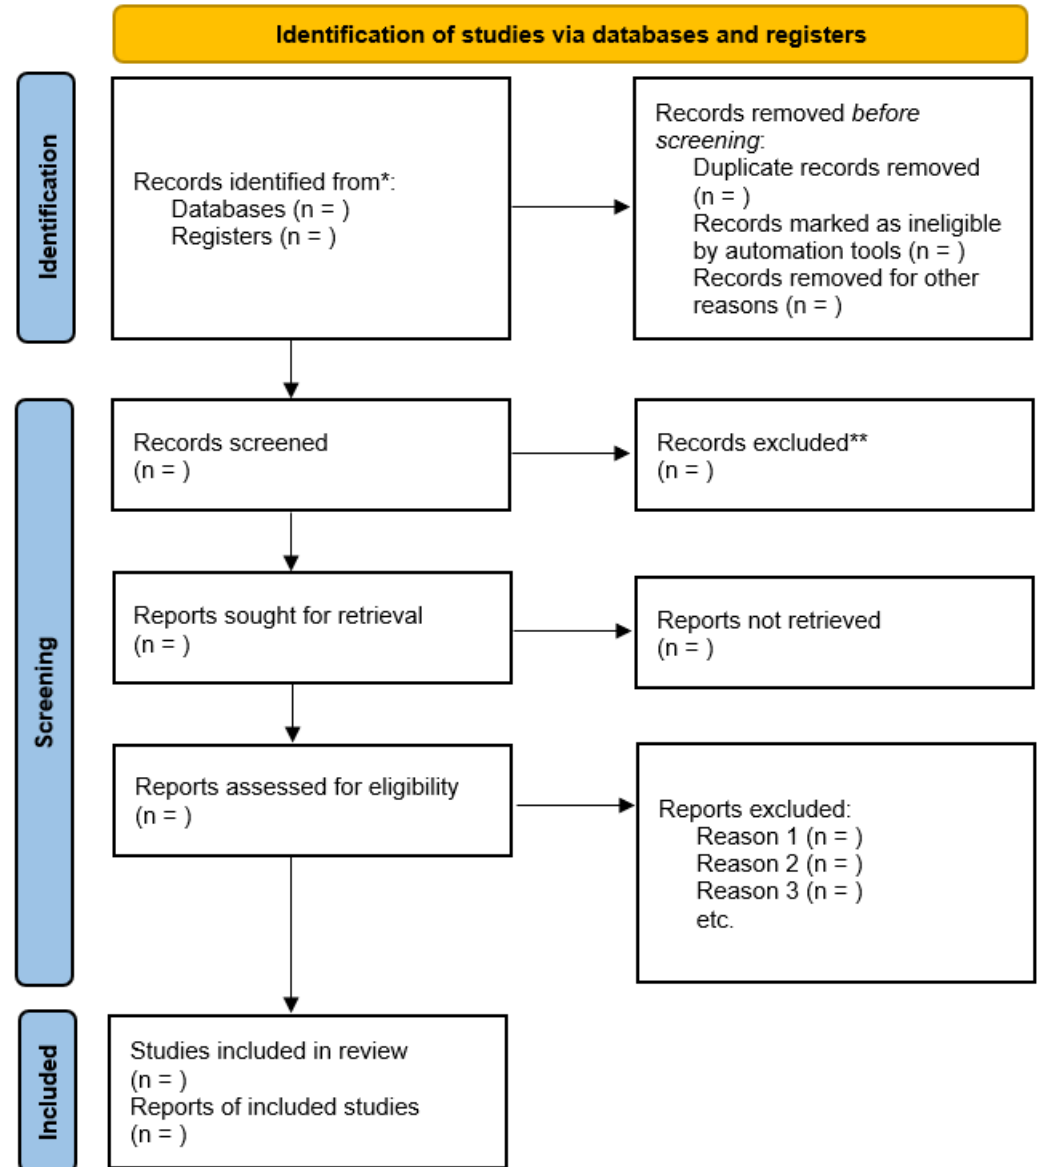 Identification of studies via databases and registers
Identification
Records identified from*:
Databases (n = )
Registers (n = )
Records removed before
screening:
Duplicate records removed
(n = )
Records marked as ineligible
by automation tools (n = )
Records removed for other
reasons (n = )
Screening
Records screened
(n = )
Records excluded**
(n = )
Reports sought for retrieval
(n = )
Reports not retrieved
(n = )
Reports assessed for eligibility
(n = )
Reports excluded:
Reason 1 (n = )
Reason 2 (n = )
Reason 3 (n = )
etc.
Included
Studies included in review
(n = )
Reports of included studies
(n = )